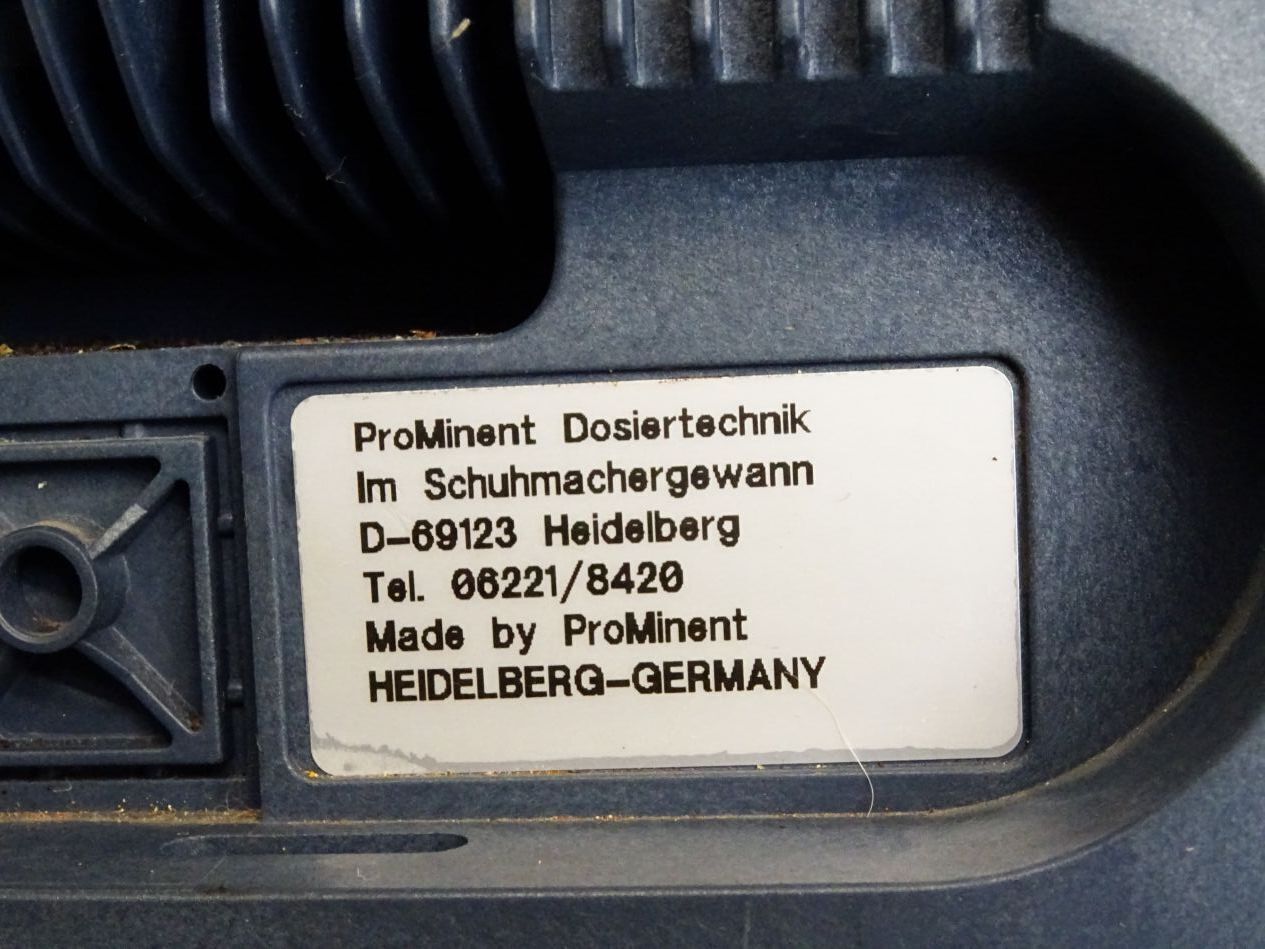 ProMinent Dosiertechnik
Im Schuhmachergewann
D-69123 Heidelberg
Tel. 06221/8420
Made by ProMinent
HEIDELBERG-GERMANY